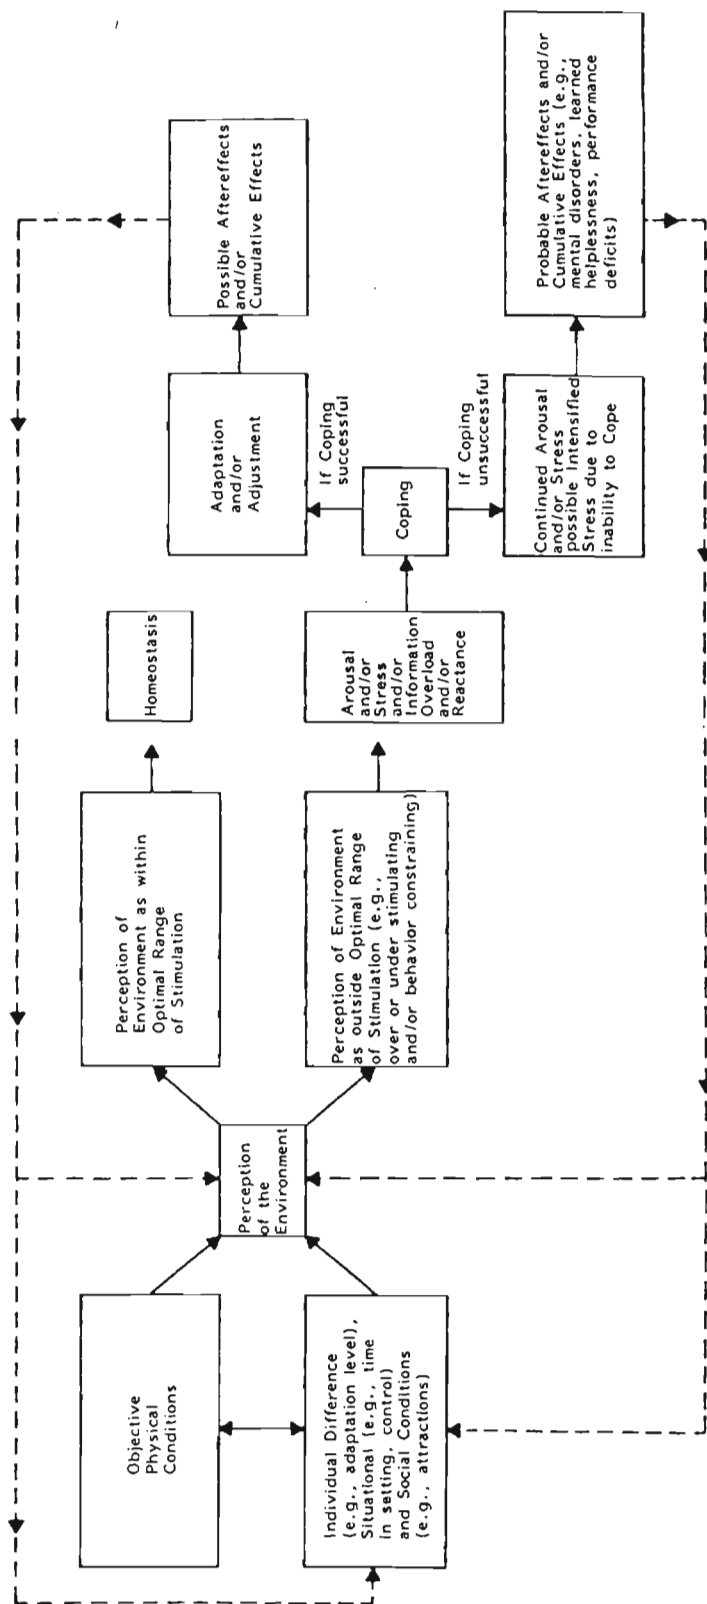 Objective
Physical
Conditions
Individual Difference
(e.g., adaptation level),
Situational (e.g., time
in setting, control)
and Social Conditions
(e.g., attractions)
Perception
of the
Environment
Perception of
Environment as within
Optimal Range
of Stimulation
Perception of Environment
as outside Optimal Range
of Stimulation (e.g.,
over or under stimulating
and/or behavior constraining)
Homeostasis
Arousal
and/or
Stress
and/or
Information
Overload
and/or
Reactance
Coping
If Coping
successful
If Coping
unsuccessful
Adaptation
and/or
Adjustment
Continued Arousal
and/or Stress
possible Intensified
Stress due to
inability to Cope
Possible Aftereffects
and/or
Cumulative Effects
Probable Aftereffects and/or
Cumulative Effects (e.g.,
mental disorders, learned
helplessness, performance
deficits)